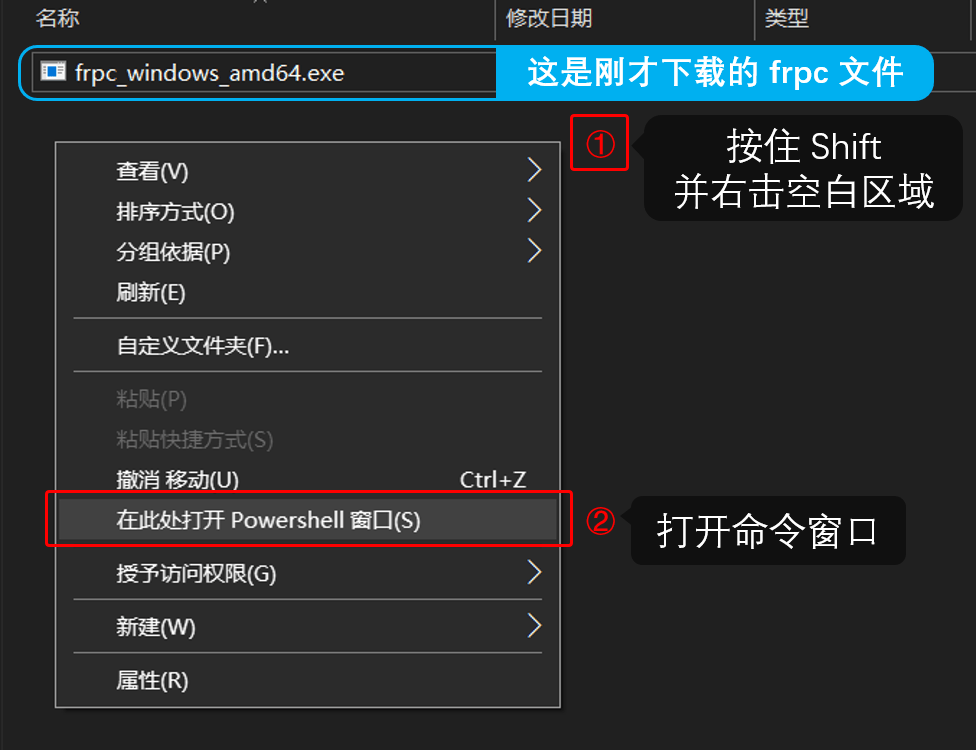 名称 修改日期 类型
frpc_windows_amd64.exe 这是刚才下载的 frpc 文件
① 按住 Shift
并右击空白区域
查看(V)
排序方式(O)
分组依据(P)
刷新(E)
自定义文件夹(F)...
粘贴(P)
粘贴快捷方式(S)
撤消 移动(U) Ctrl+Z
在此处打开 Powershell 窗口(S)
② 打开命令窗口
授予访问权限(G)
新建(W)
属性(R)